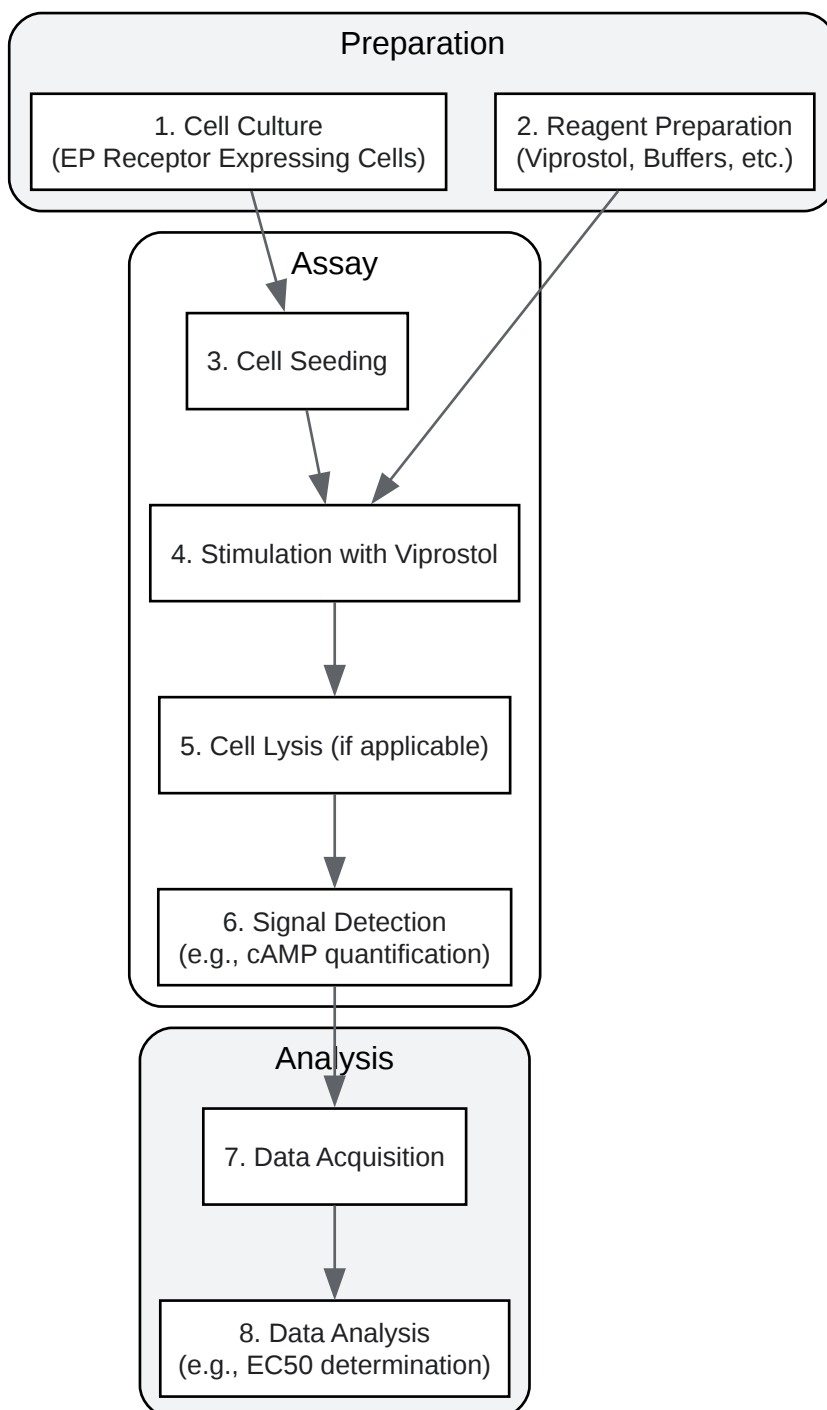 Preparation
1. Cell Culture
(EP Receptor Expressing Cells)
2. Reagent Preparation
(Viprostol, Buffers, etc.)
Assay
3. Cell Seeding
4. Stimulation with Viprostol
5. Cell Lysis (if applicable)
6. Signal Detection
(e.g., cAMP quantification)
Analysis
7. Data Acquisition
8. Data Analysis
(e.g., EC50 determination)